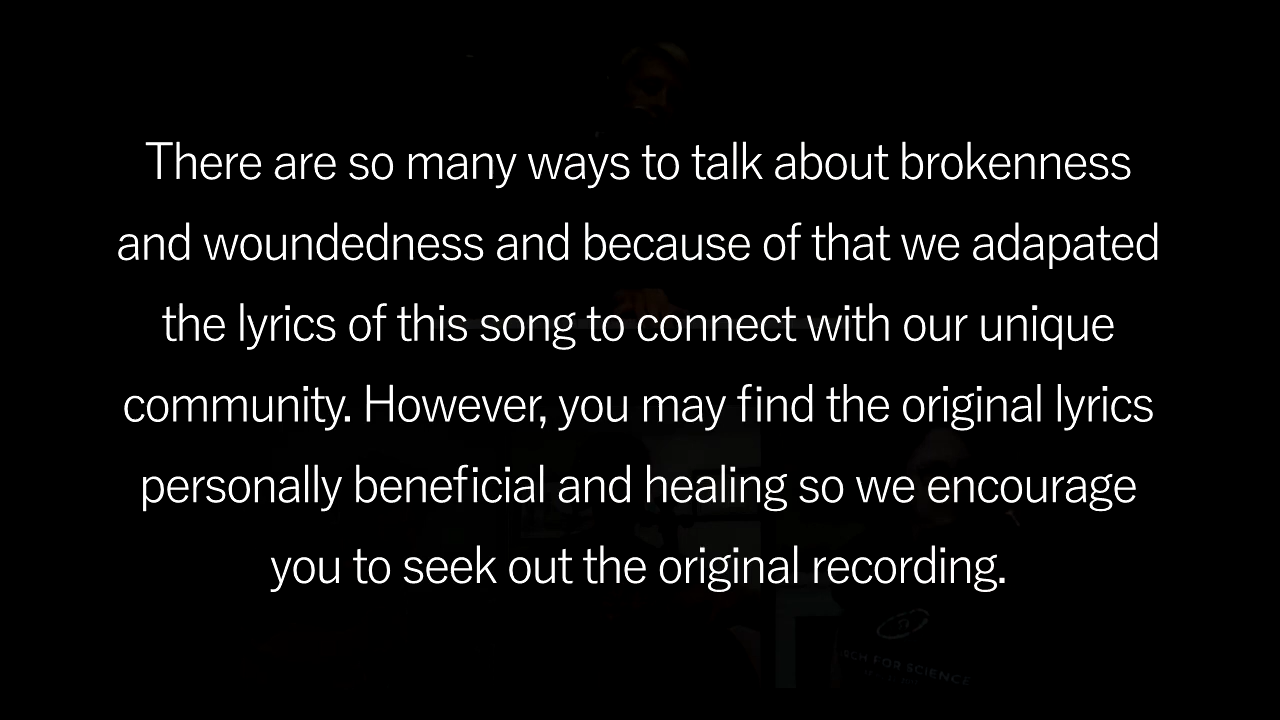 There are so many ways to talk about brokenness
and woundedness and because of that we adapated
the lyrics of this song to connect with our unique
community. However, you may find the original lyrics
personally beneficial and healing so we encourage
you to seek out the original recording.
FOR SCIENCE